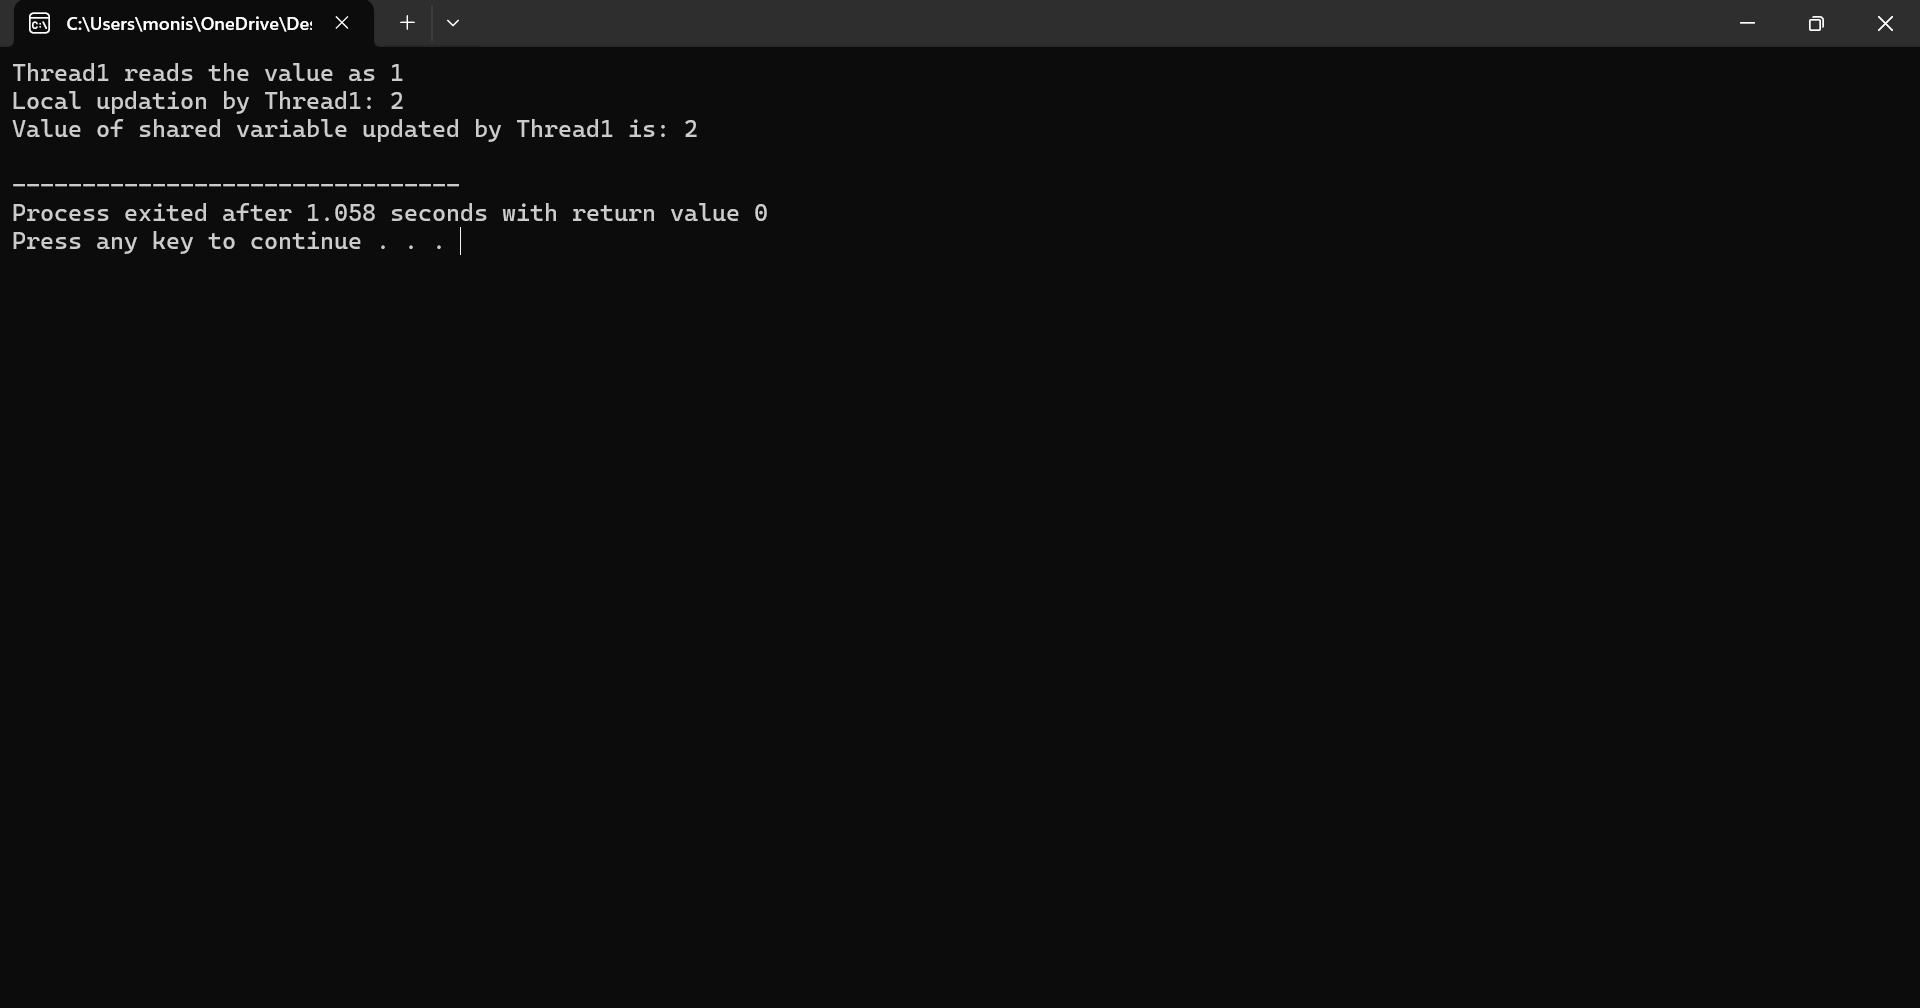 C:\Users\monis\OneDrive\De
Thread1 reads the value as 1
Local updation by Thread1: 2
Value of shared variable updated by Thread1 is: 2
--------------------------------
Process exited after 1.058 seconds with return value 0
Press any key to continue . . .